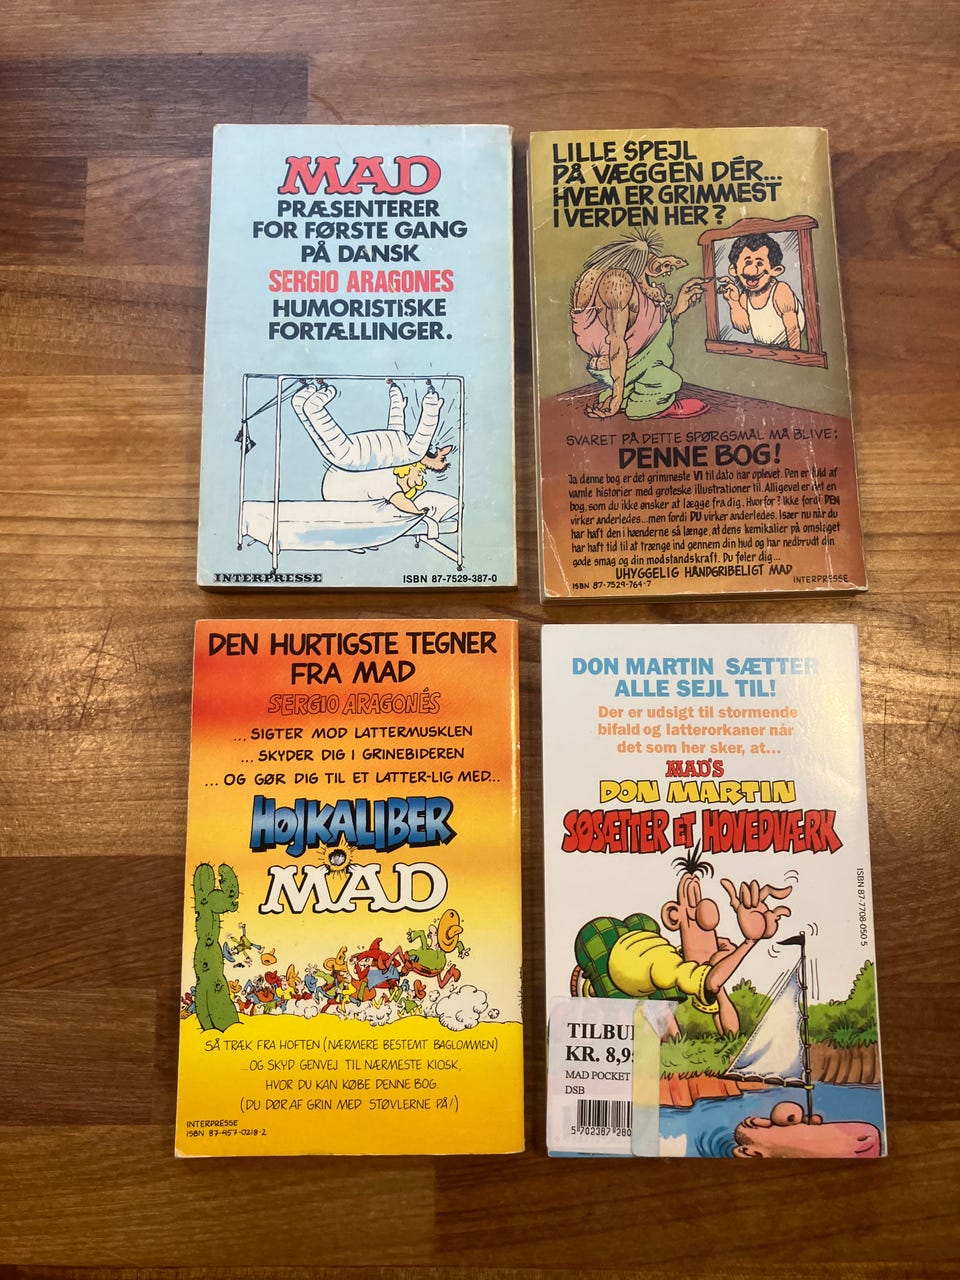 MAD
PRÆSENTERER
FOR FØRSTE GANG
PÅ DANSK
SERGIO ARAGONES
HUMORISTISKE
FORTÆLLINGER.
INTERPRESSE
ISBN 87-7529-387-0
LILLE SPEJL
PÅ VÆGGEN DÉR...
HVEM ER GRIMMEST
I VERDEN HER?
SVARET PÅ DETTE SPØRGSMÅL MÅ BLIVE:
DENNE BOG!
Ja denne bog er det grimmeste VI til dato har oplevet. Den er fuld af
vamle historier med groteske illustrationer til. Alligevel er det en
bog, som du ikke ønsker at lægge fra dig. Hvorfor? Ikke fordi DEN
virker anderledes...men fordi DU virker anderledes. Især nu når du
har haft den i hænderne så længe, at dens kemikalier på omslaget
har haft tid til at trænge ind gennem din hud og har nedbrudt din
gode smag og din modstandskraft. Du føler dig...
UHYGGELIG HÅNDGRIBELIGT MAD
ISBN 87-7529-764-7
INTERPRESSE
DEN HURTIGSTE TEGNER
FRA MAD
SERGIO ARAGONÉS
...SIGTER MOD LATTERMUSKLEN
...SKYDER DIG I GRINEBIDEREN
...OG GØR DIG TIL ET LATTER-LIG MED...
HØJKALIBER
MAD
SÅ TRÆK FRA HOFTEN (NÆRMERE BESTEMT BAGLOMMEN)
...OG SKYD GENVEJ TIL NÆRMESTE KIOSK,
HVOR DU KAN KØBE DENNE BOG.
(DU DØR AF GRIN MED STØVLERNE PÅ!)
INTERPRESSE
ISBN 87-457-0218-2
DON MARTIN SÆTTER
ALLE SEJL TIL!
Der er udsigt til stormende
bifald og latterorkaner når
det som her sker, at...
MAD'S
DON MARTIN
SØSÆTTER ET HOVEDVÆRK
ISBN 87-7708-050 5
TILBU
KR. 8,9
MAD POCKET
DSB
5 702387 280